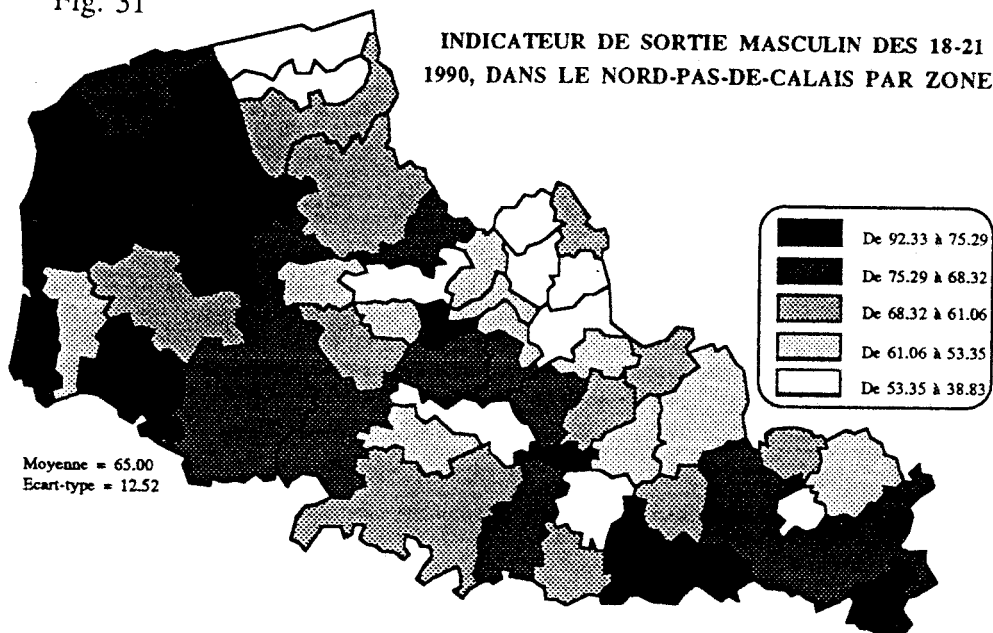 Fig. 31
INDICATEUR DE SORTIE MASCULIN DES 18-21
1990, DANS LE NORD-PAS-DE-CALAIS PAR ZONE
De 92.33 à 75.29
De 75.29 à 68.32
De 68.32 à 61.06
De 61.06 à 53.35
De 53.35 à 38.83
Moyenne = 65.00
Ecart-type = 12.52